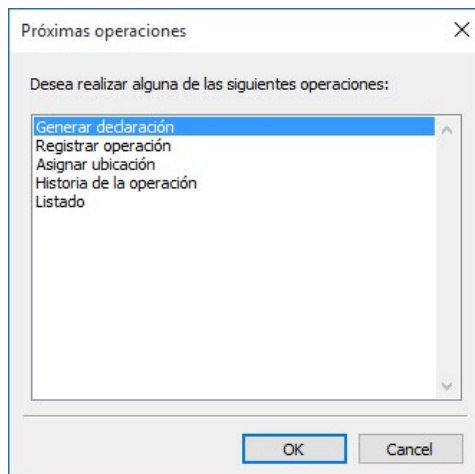 Próximas operaciones
Desea realizar alguna de las siguientes operaciones:
Generar declaración
Registrar operación
Asignar ubicación
Historia de la operación
Listado
OK
Cancel